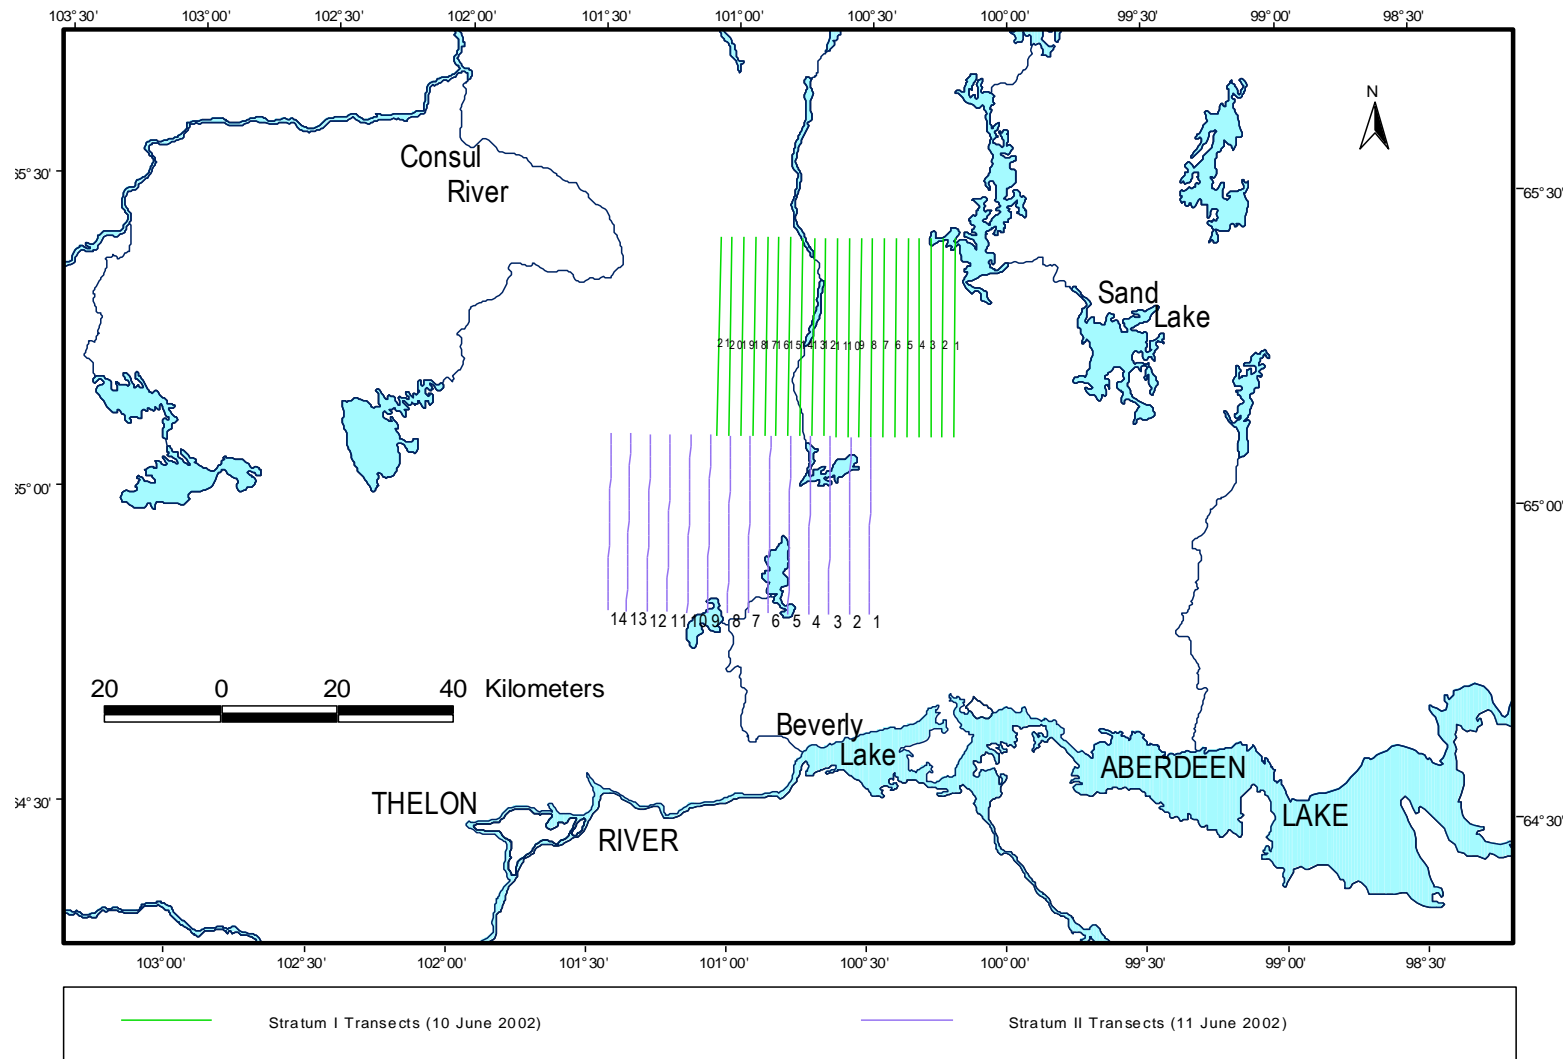 103°30' 103°00' 102°30' 102°00' 101°30' 101°00' 100°30' 100°00' 99°30' 99°00' 98°30'
N
Consul
River
35°30'
65°30'
Sand
Lake
21 20 19 18 17 16 15 14 13 12 11 10 9 8 7 6 5 4 3 2 1
35°00'
65°00'
14 13 12 11 10 9 8 7 6 5 4 3 2 1
20 0 20 40 Kilometers
Beverly
Lake
ABERDEEN
LAKE
THELON
RIVER
34°30'
64°30'
103°00' 102°30' 102°00' 101°30' 101°00' 100°30' 100°00' 99°30' 99°00' 98°30'
Stratum I Transects (10 June 2002) Stratum II Transects (11 June 2002)